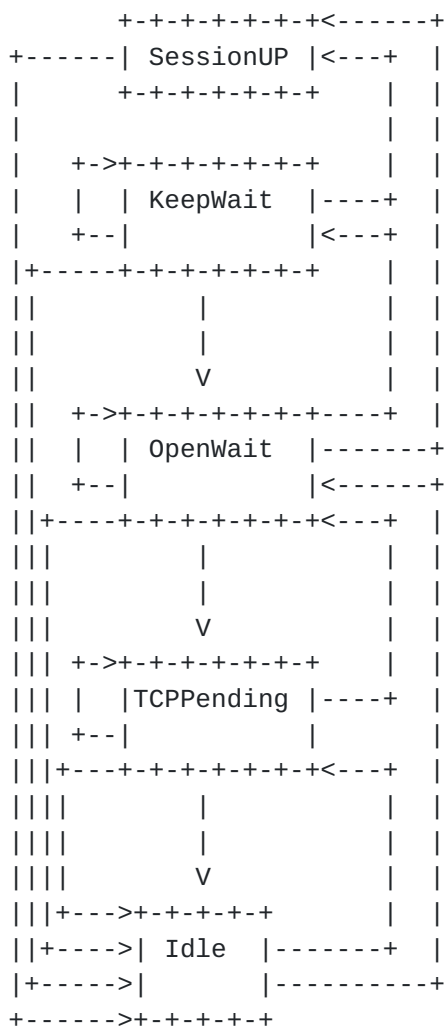 SessionUP
KeepWait
V
OpenWait
V
TCPPending
V
Idle